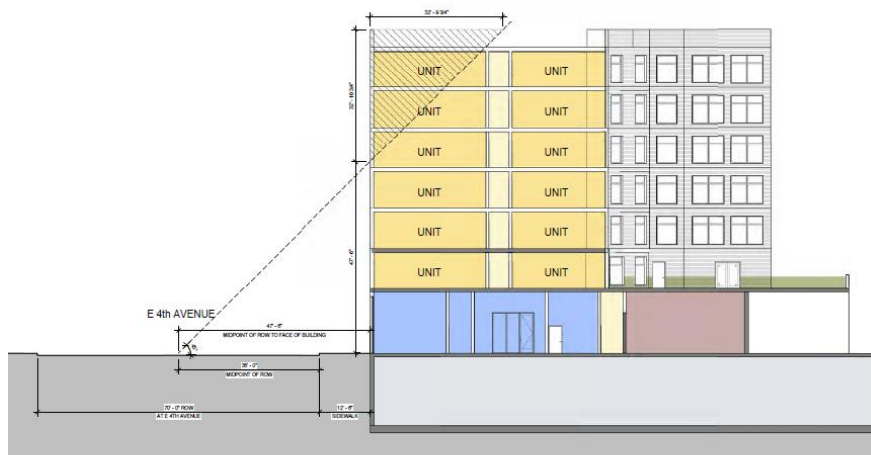 32' - 9 3/4"
UNIT UNIT
UNIT UNIT
UNIT UNIT
UNIT UNIT
UNIT UNIT
UNIT UNIT
47' - 6"
E 4th AVENUE
47' - 6"
MIDPOINT OF ROW TO FACE OF BUILDING
35' - 0"
MIDPOINT OF ROW
70' - 0" ROW
AT E 4TH AVENUE
12' - 6"
SIDEWALK